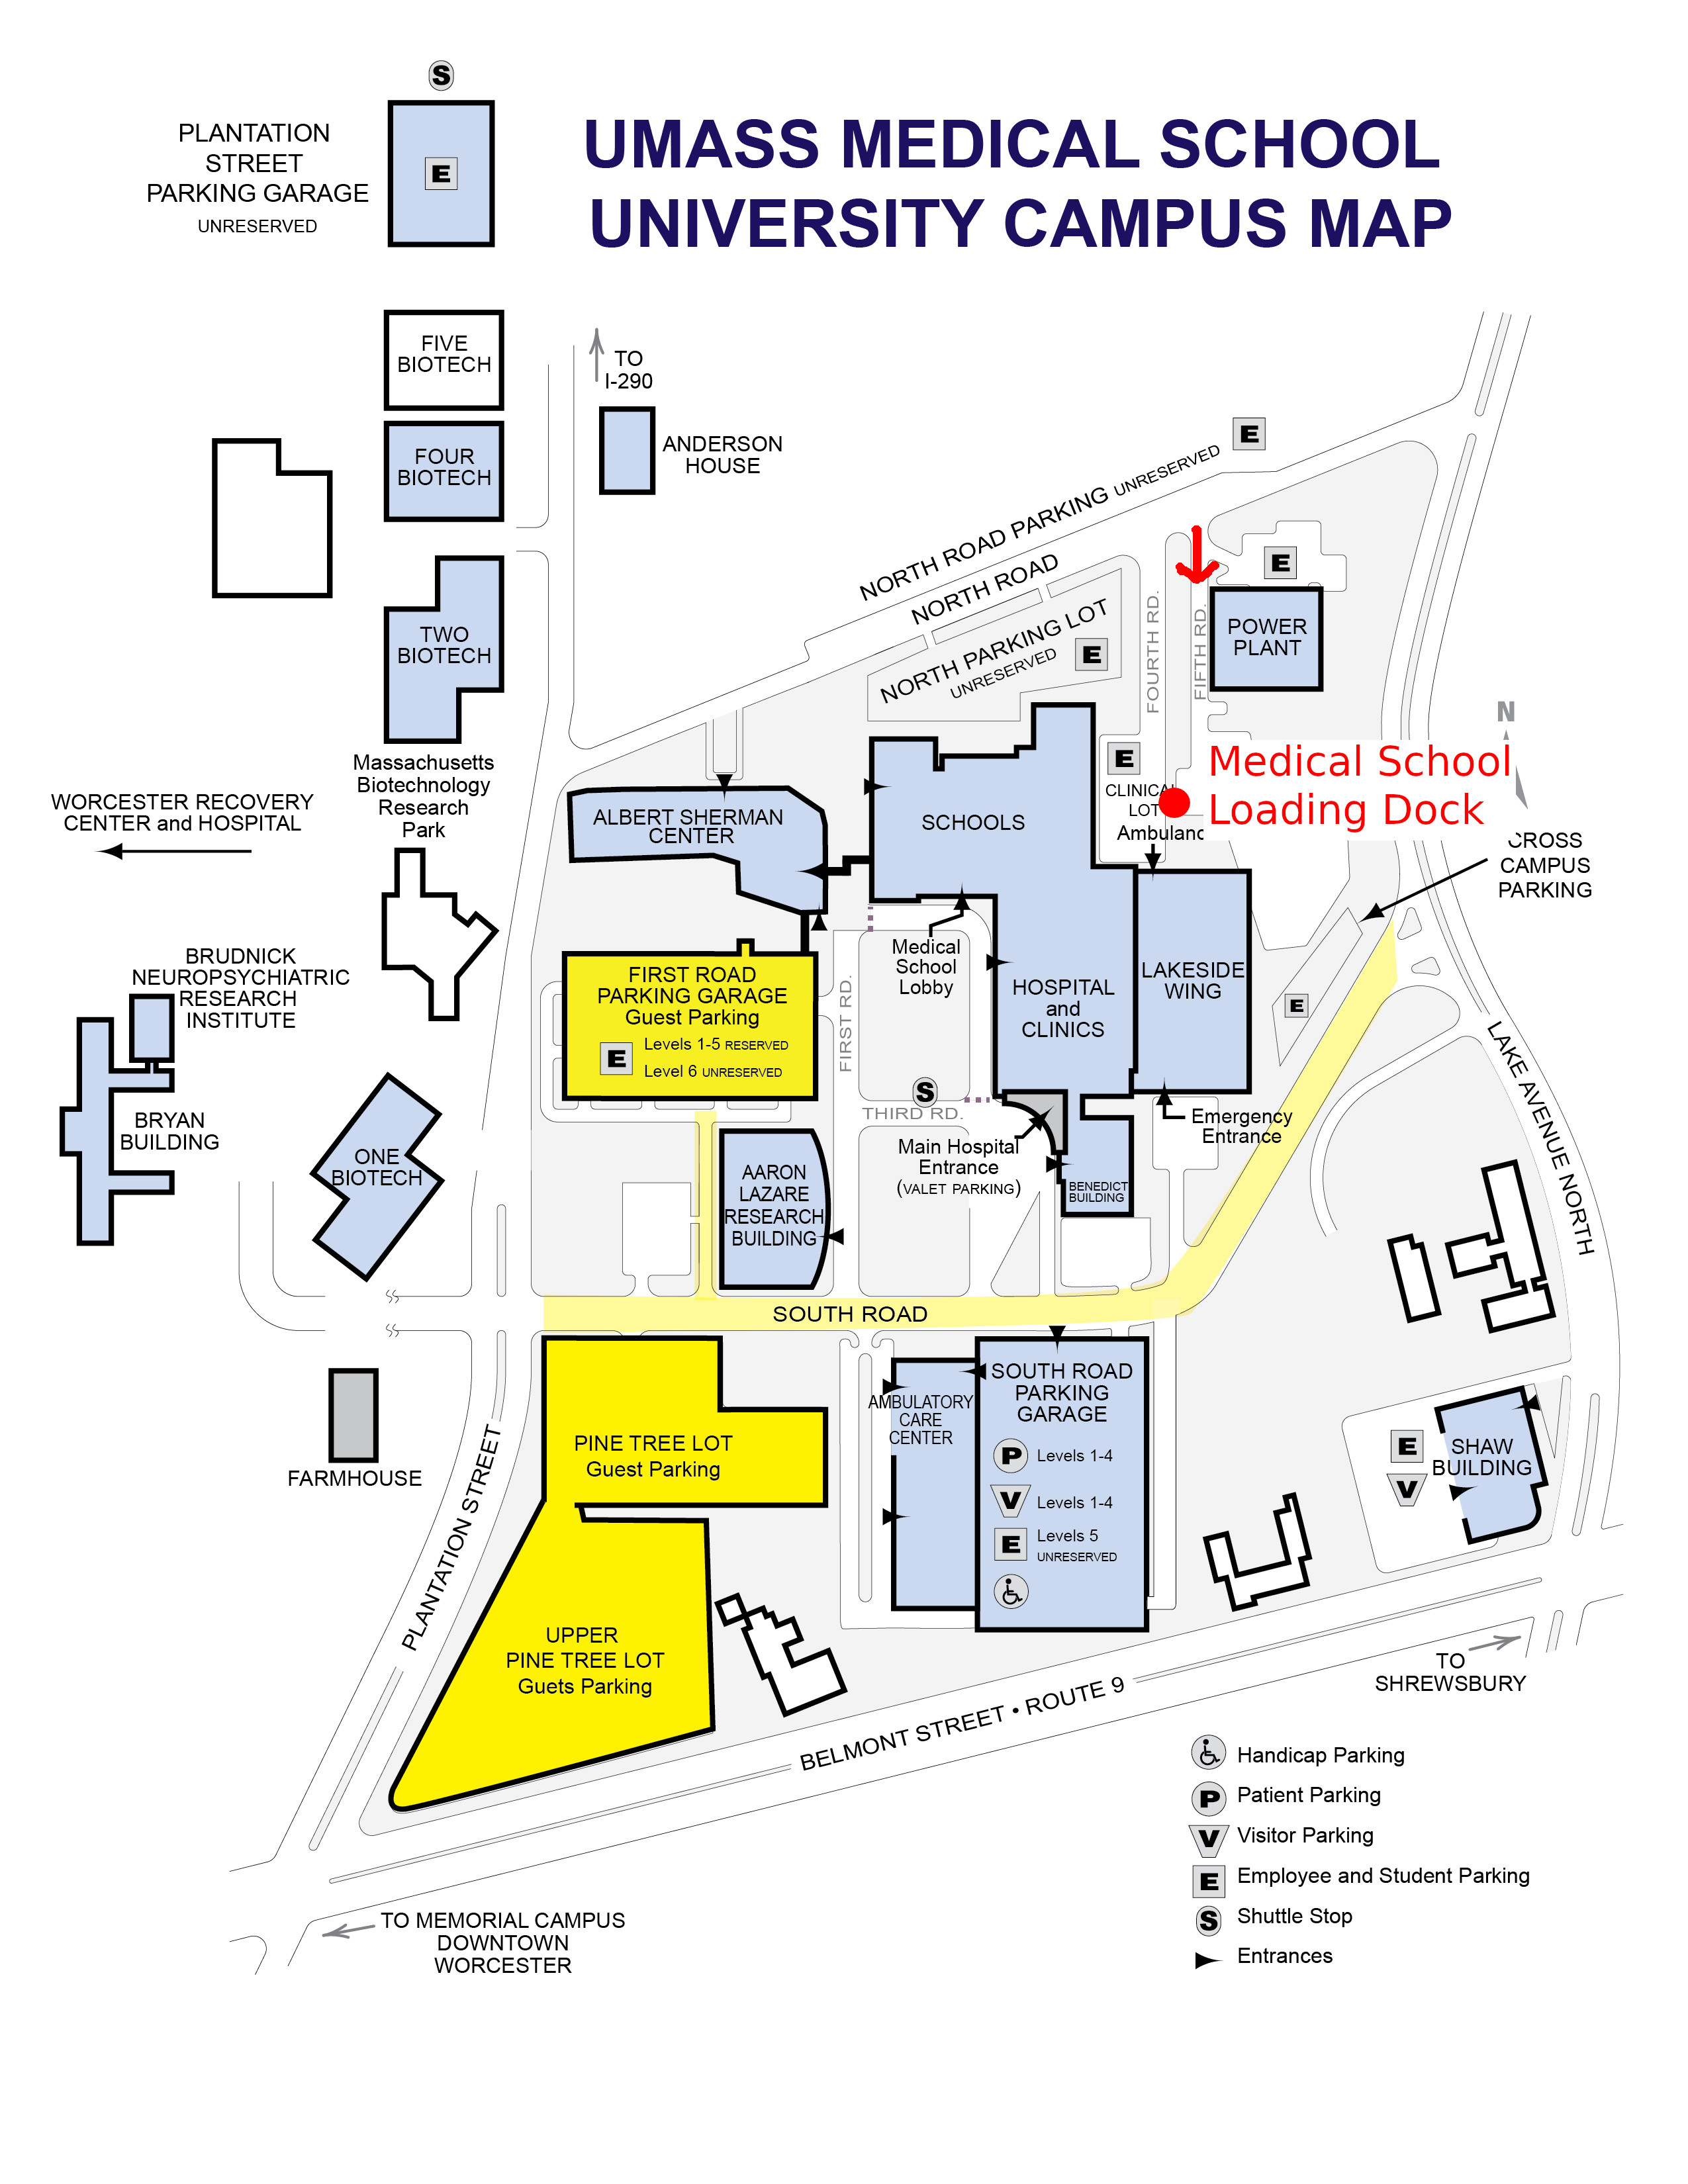 S
PLANTATION
STREET
PARKING GARAGE
UNRESERVED
E
UMASS MEDICAL SCHOOL
UNIVERSITY CAMPUS MAP
FIVE
BIOTECH
TO
I-290
FOUR
BIOTECH
ANDERSON
HOUSE
E
NORTH ROAD PARKING UNRESERVED
NORTH ROAD
NORTH PARKING LOT
UNRESERVED
E
FOURTH RD.
FIFTH RD.
E
POWER
PLANT
TWO
BIOTECH
Massachusetts
Biotechnology
Research
Park
N
Medical School
Loading Dock
E
CLINICAL
LOT
Ambulanc
WORCESTER RECOVERY
CENTER and HOSPITAL
ALBERT SHERMAN
CENTER
SCHOOLS
CROSS
CAMPUS
PARKING
BRUDNICK
NEUROPSYCHIATRIC
RESEARCH
INSTITUTE
FIRST ROAD
PARKING GARAGE
Guest Parking
E
Levels 1-5 RESERVED
Level 6 UNRESERVED
FIRST RD.
Medical
School
Lobby
HOSPITAL
and
CLINICS
LAKESIDE
WING
E
LAKE AVENUE NORTH
S
THIRD RD.
BRYAN
BUILDING
ONE
BIOTECH
AARON
LAZARE
RESEARCH
BUILDING
Main Hospital
Entrance
(VALET PARKING)
Emergency
Entrance
BENEDICT
BUILDING
SOUTH ROAD
FARMHOUSE
PLANTATION STREET
PINE TREE LOT
Guest Parking
AMBULATORY
CARE
CENTER
SOUTH ROAD
PARKING
GARAGE
P Levels 1-4
V Levels 1-4
E Levels 5
UNRESERVED
E
V
SHAW
BUILDING
UPPER
PINE TREE LOT
Guets Parking
BELMONT STREET • ROUTE 9
TO
SHREWSBURY
Handicap Parking
P Patient Parking
V Visitor Parking
E Employee and Student Parking
S Shuttle Stop
Entrances
TO MEMORIAL CAMPUS
DOWNTOWN
WORCESTER